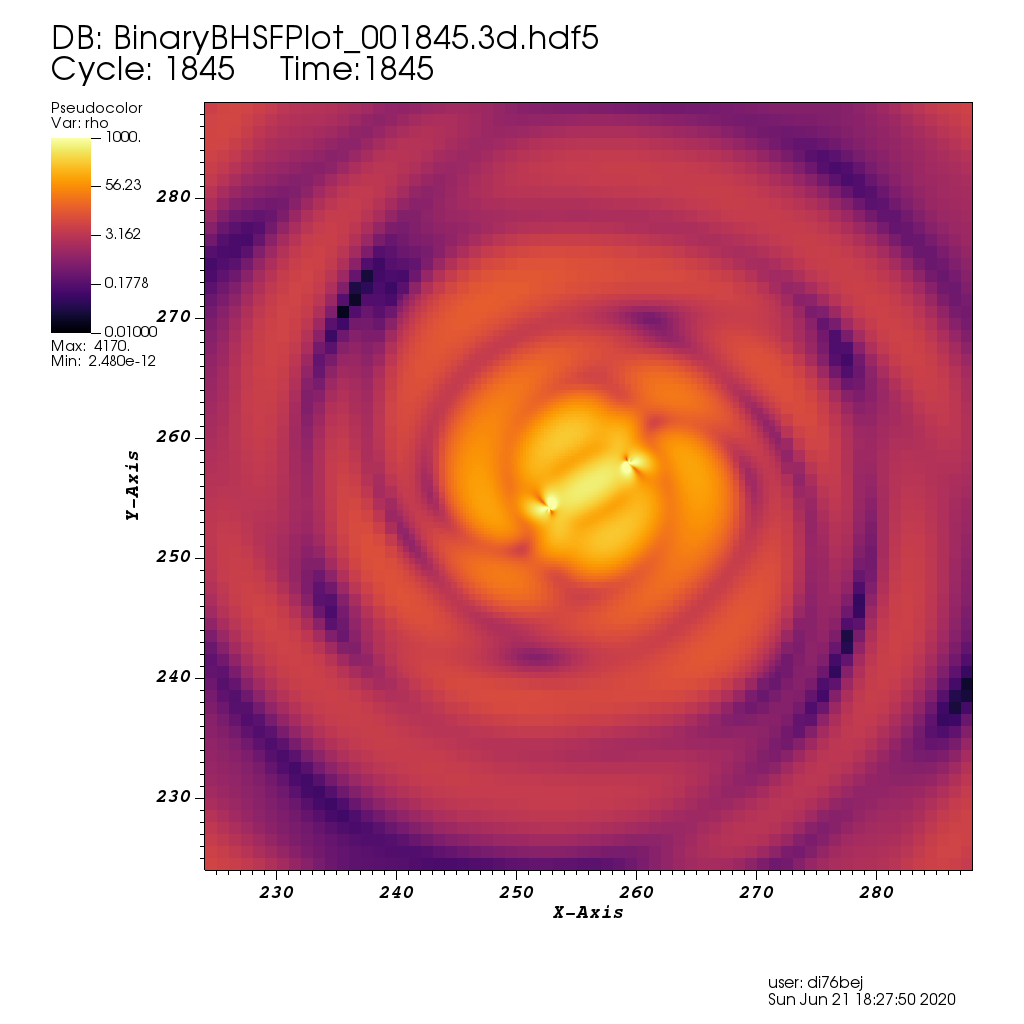 DB: BinaryBHSFPlot_001845.3d.hdf5
Cycle: 1845 Time:1845
Pseudocolor
Var: rho
1000.
56.23
3.162
0.1778
0.01000
Max: 4170.
Min: 2.480e-12
280
270
260
250
240
230
Y-Axis
230 240 250 260 270 280
X-Axis
user: di76bej
Sun Jun 21 18:27:50 2020